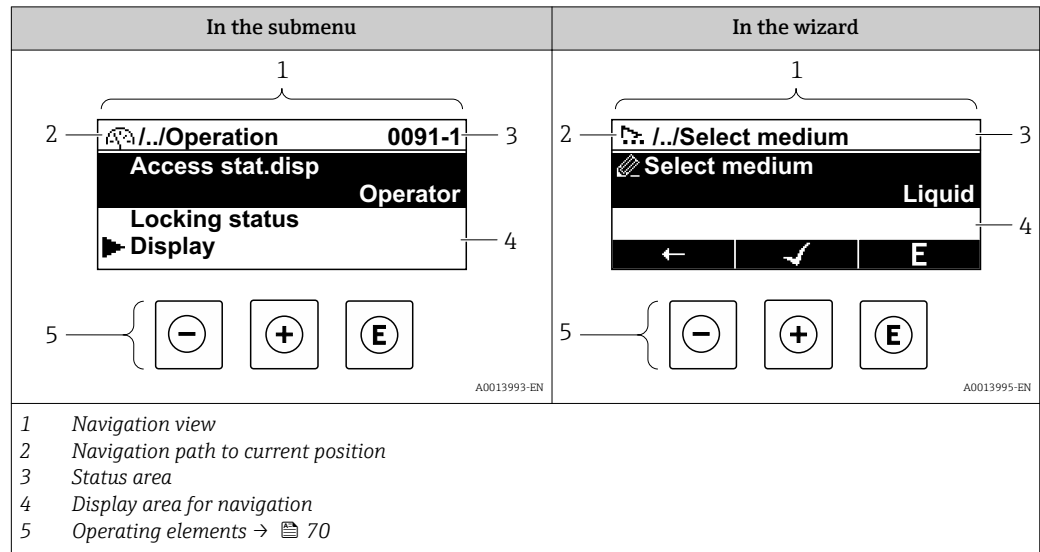 In the submenu
In the wizard
1
2
/../Operation 0091-1
3
Access stat.disp
Operator
Locking status
Display
4
5
- + E
A0013993-EN
1
2
/../Select medium
3
Select medium
Liquid
4
← ✓ E
5
- + E
A0013995-EN
1 Navigation view
2 Navigation path to current position
3 Status area
4 Display area for navigation
5 Operating elements → 70